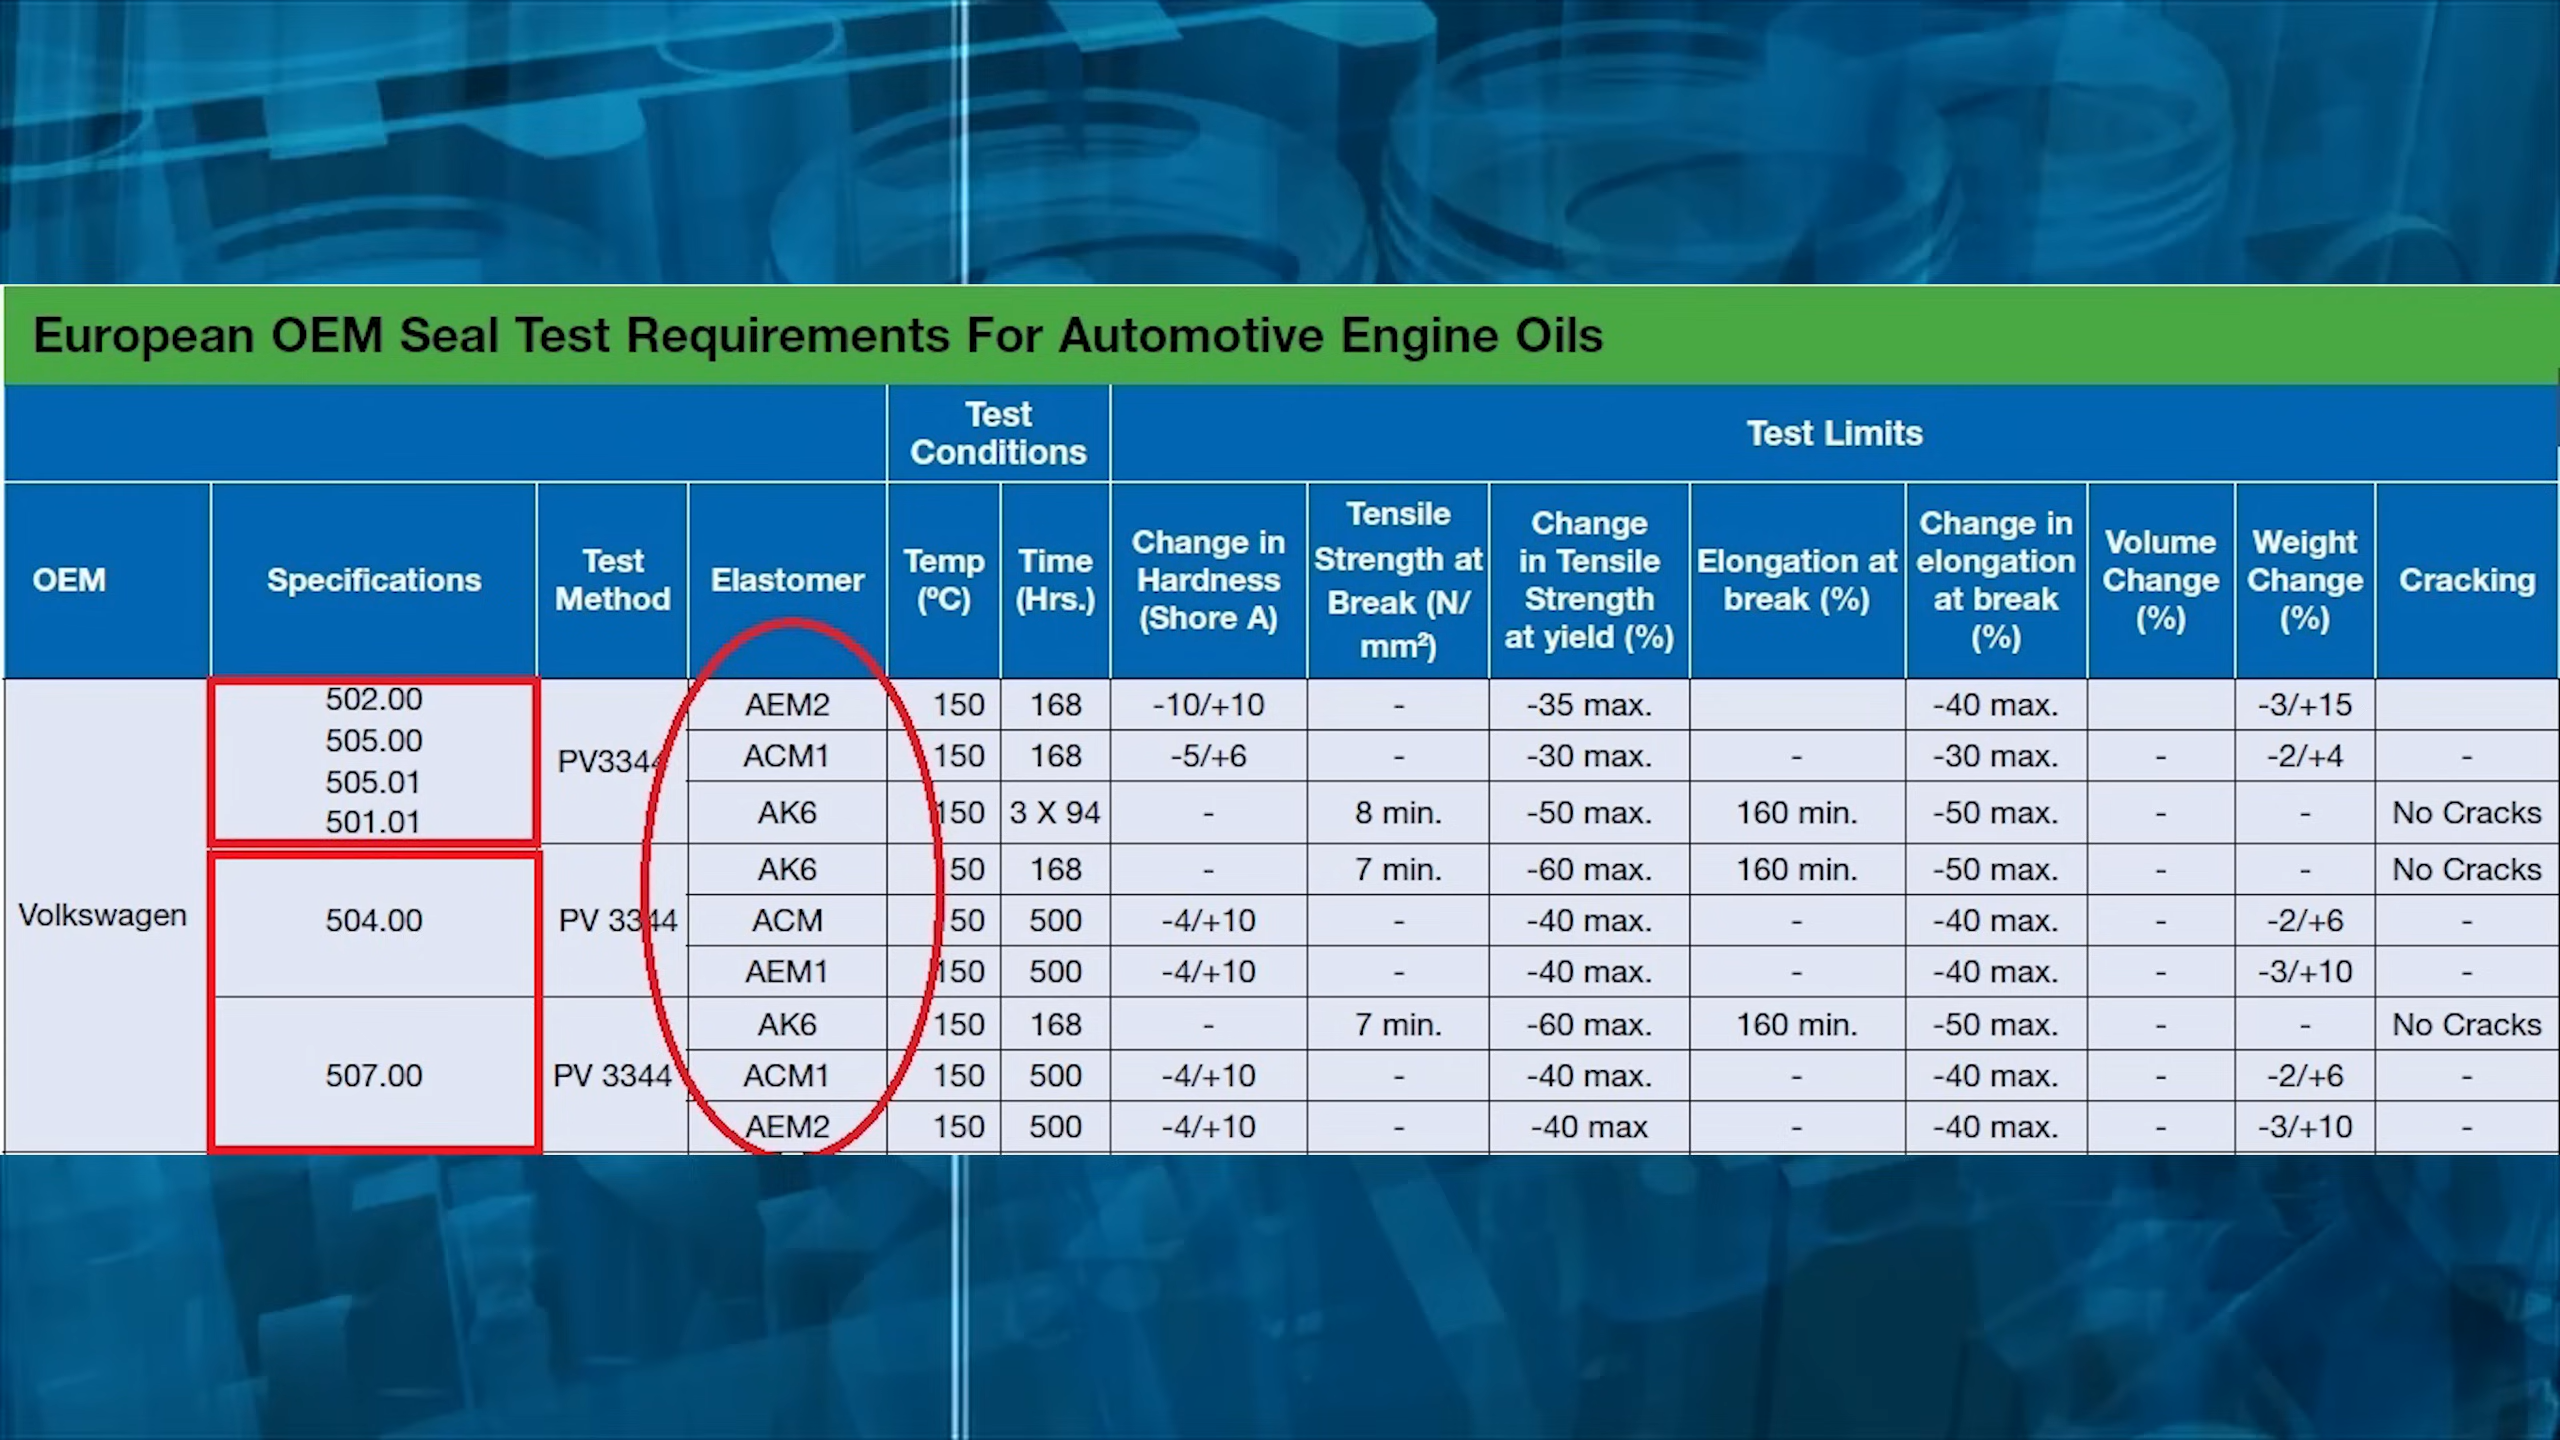 European OEM Seal Test Requirements For Automotive Engine Oils
Test Conditions Test Limits
OEM Specifications Test Method Elastomer Temp (ºC) Time (Hrs.) Change in Hardness (Shore A) Tensile Strength at Break (N/mm²) Change in Tensile Strength at yield (%) Elongation at break (%) Change in elongation at break (%) Volume Change (%) Weight Change (%) Cracking
Volkswagen
502.00
505.00
505.01
501.01
PV3344
AEM2 150 168 -10/+10 - -35 max. -40 max. -3/+15
ACM1 150 168 -5/+6 - -30 max. - -30 max. - -2/+4 -
AK6 150 3 X 94 - 8 min. -50 max. 160 min. -50 max. - - No Cracks
504.00
PV 3344
AK6 50 168 - 7 min. -60 max. 160 min. -50 max. - - No Cracks
ACM 50 500 -4/+10 - -40 max. - -40 max. - -2/+6 -
AEM1 150 500 -4/+10 - -40 max. - -40 max. - -3/+10 -
507.00
PV 3344
AK6 150 168 - 7 min. -60 max. 160 min. -50 max. - - No Cracks
ACM1 150 500 -4/+10 - -40 max. - -40 max. - -2/+6 -
AEM2 150 500 -4/+10 - -40 max - -40 max. - -3/+10 -